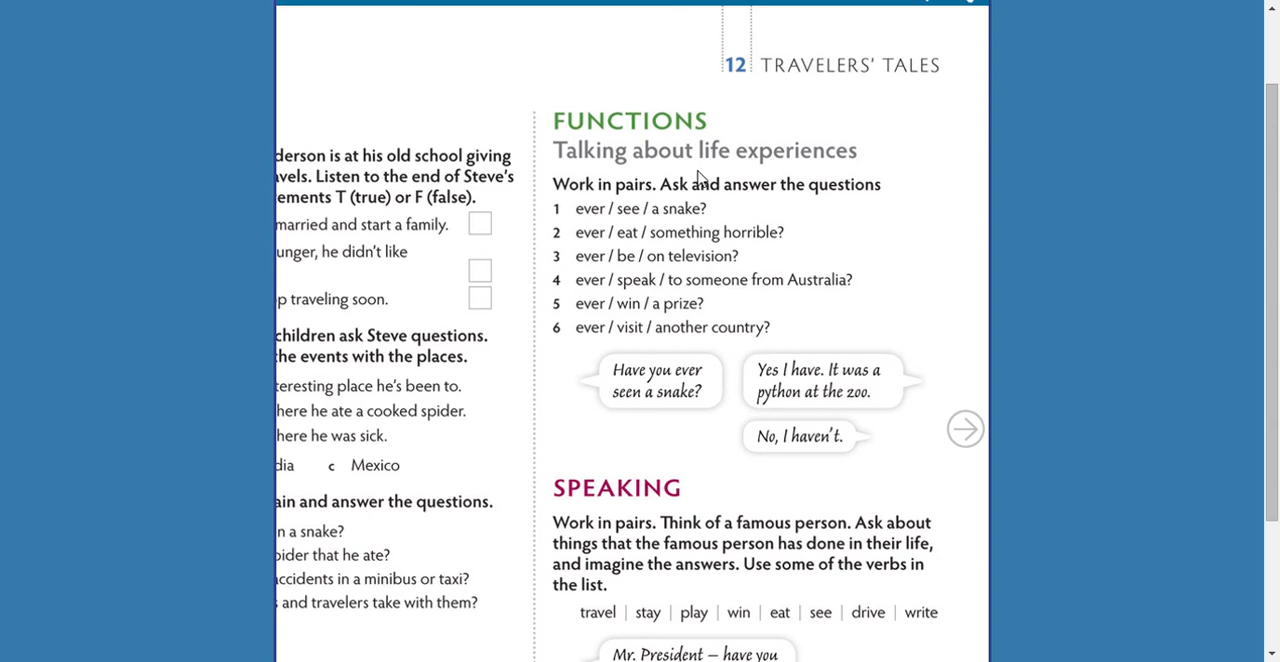 12 TRAVELERS' TALES
derson is at his old school giving
avels. Listen to the end of Steve's
ements T (true) or F (false).
married and start a family.
unger, he didn't like
p traveling soon.
children ask Steve questions.
he events with the places.
teresting place he's been to.
here he ate a cooked spider.
here he was sick.
dia c Mexico
ain and answer the questions.
n a snake?
pider that he ate?
accidents in a minibus or taxi?
s and travelers take with them?
FUNCTIONS
Talking about life experiences
Work in pairs. Ask and answer the questions
1 ever / see / a snake?
2 ever / eat / something horrible?
3 ever / be / on television?
4 ever / speak / to someone from Australia?
5 ever / win / a prize?
6 ever / visit / another country?
Have you ever
seen a snake?
Yes I have. It was a
python at the zoo.
No, I haven't.
SPEAKING
Work in pairs. Think of a famous person. Ask about
things that the famous person has done in their life,
and imagine the answers. Use some of the verbs in
the list.
travel | stay | play | win | eat | see | drive | write
Mr. President – have you